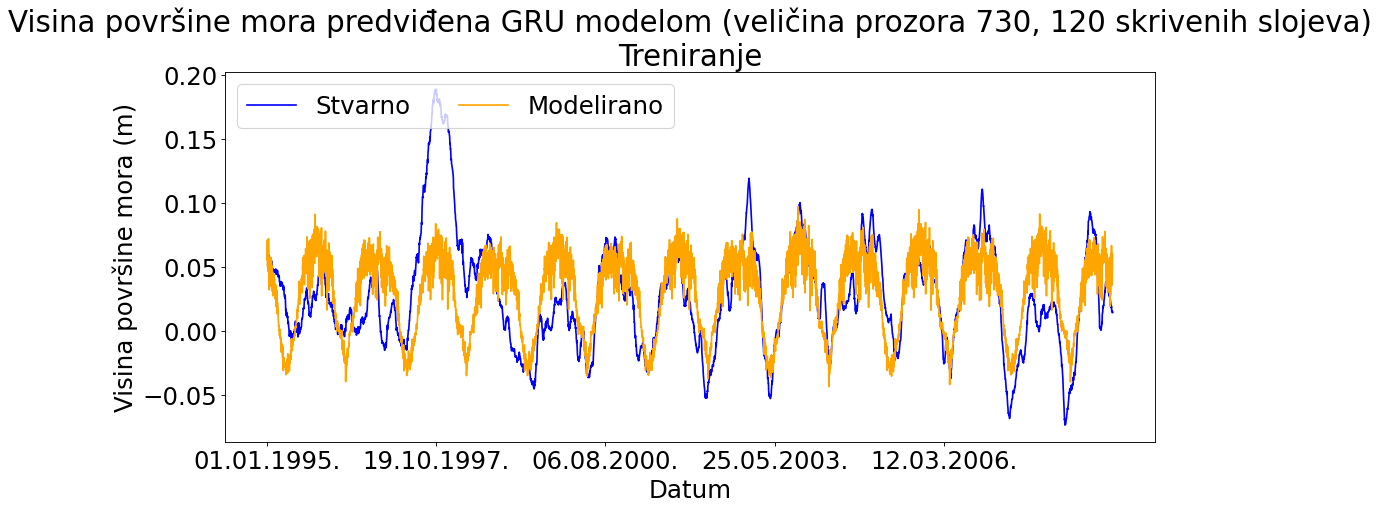 Visina površine mora predviđena GRU modelom (veličina prozora 730, 120 skrivenih slojeva)
Treniranje
Stvarno
Modelirano
Visina površine mora (m)
0.20
0.15
0.10
0.05
0.00
−0.05
01.01.1995.
19.10.1997.
06.08.2000.
25.05.2003.
12.03.2006.
Datum